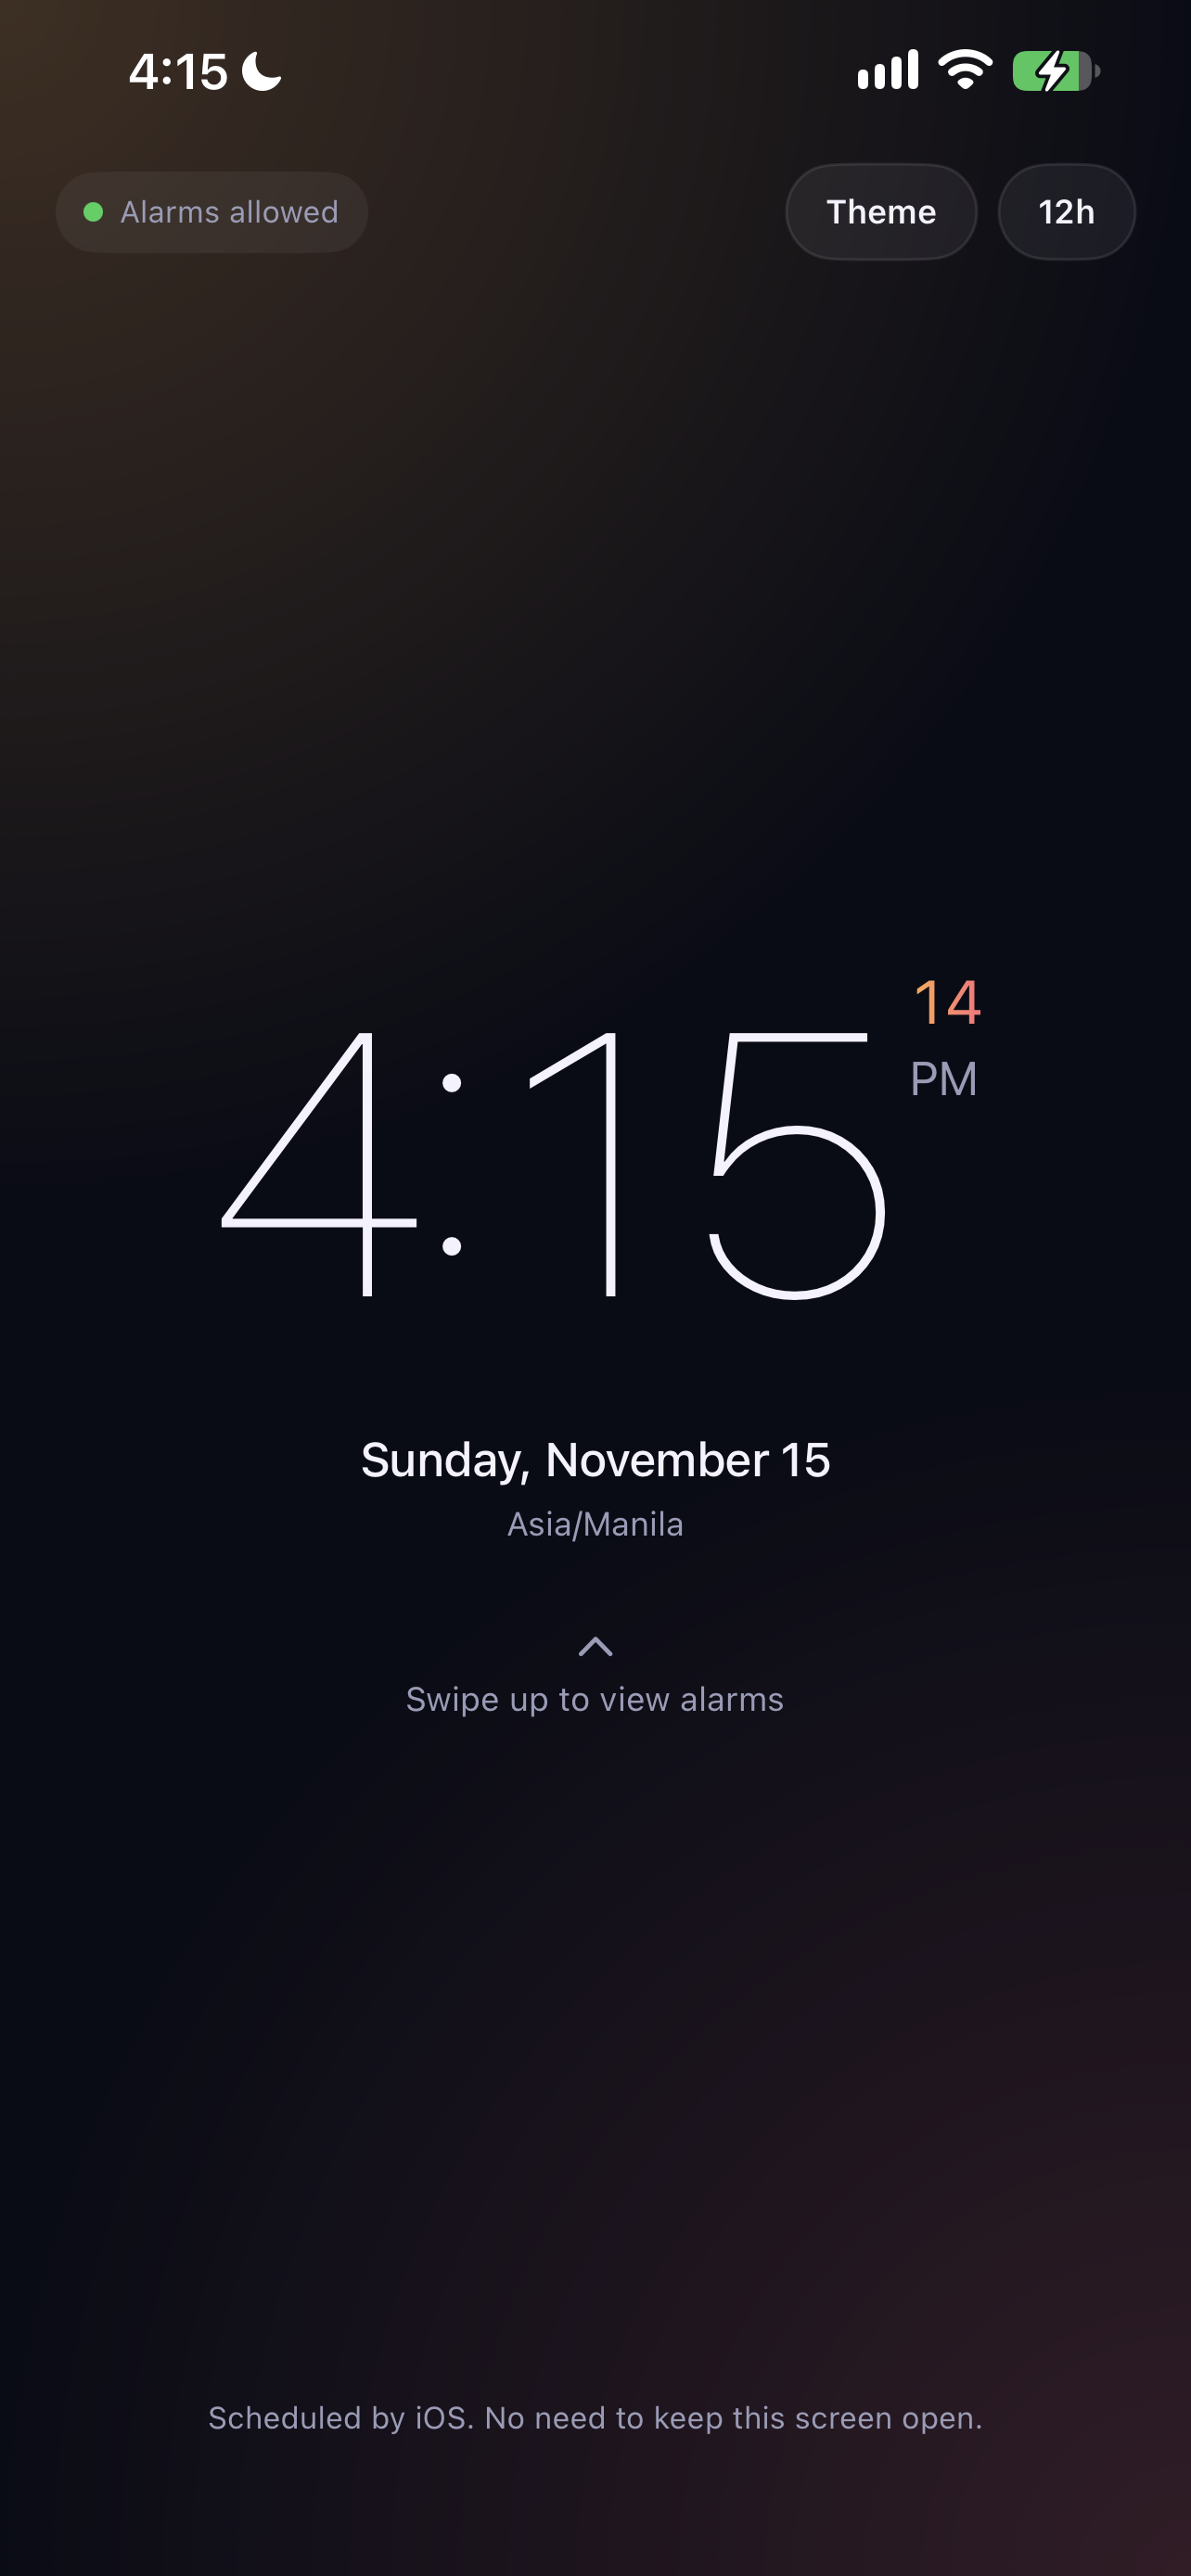 4:15
Alarms allowed
Theme
12h
4:15
14
PM
Sunday, November 15
Asia/Manila
Swipe up to view alarms
Scheduled by iOS. No need to keep this screen open.